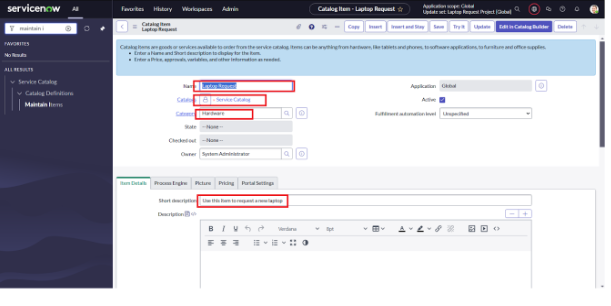 servicenow All Favorites History Workspaces Admin Catalog Item - Laptop Request Application scope: Global
Update set: Laptop Request Project [Global]
maintain i
Catalog Item
Laptop Request
Copy Insert Insert and Stay Save Try It Update Edit in Catalog Builder Delete
FAVORITES
No Results
ALL RESULTS
Service Catalog
Catalog Definitions
Maintain Items
Catalog Items are goods or services available to order from the service catalog. Items can be anything from hardware, like tablets and phones, to software applications, to furniture and office supplies.
• Enter a Name and Short description to display for the item.
• Enter a Price, approvals, variables, and other information as needed.
Name Laptop Request Application Global
Catalogs Service Catalog Active
Category Hardware Fulfillment automation level Unspecified
State -- None --
Checked out -- None --
Owner System Administrator
Item Details Process Engine Picture Pricing Portal Settings
Short description Use this item to request a new laptop
Description
B I U Verdana 8pt A